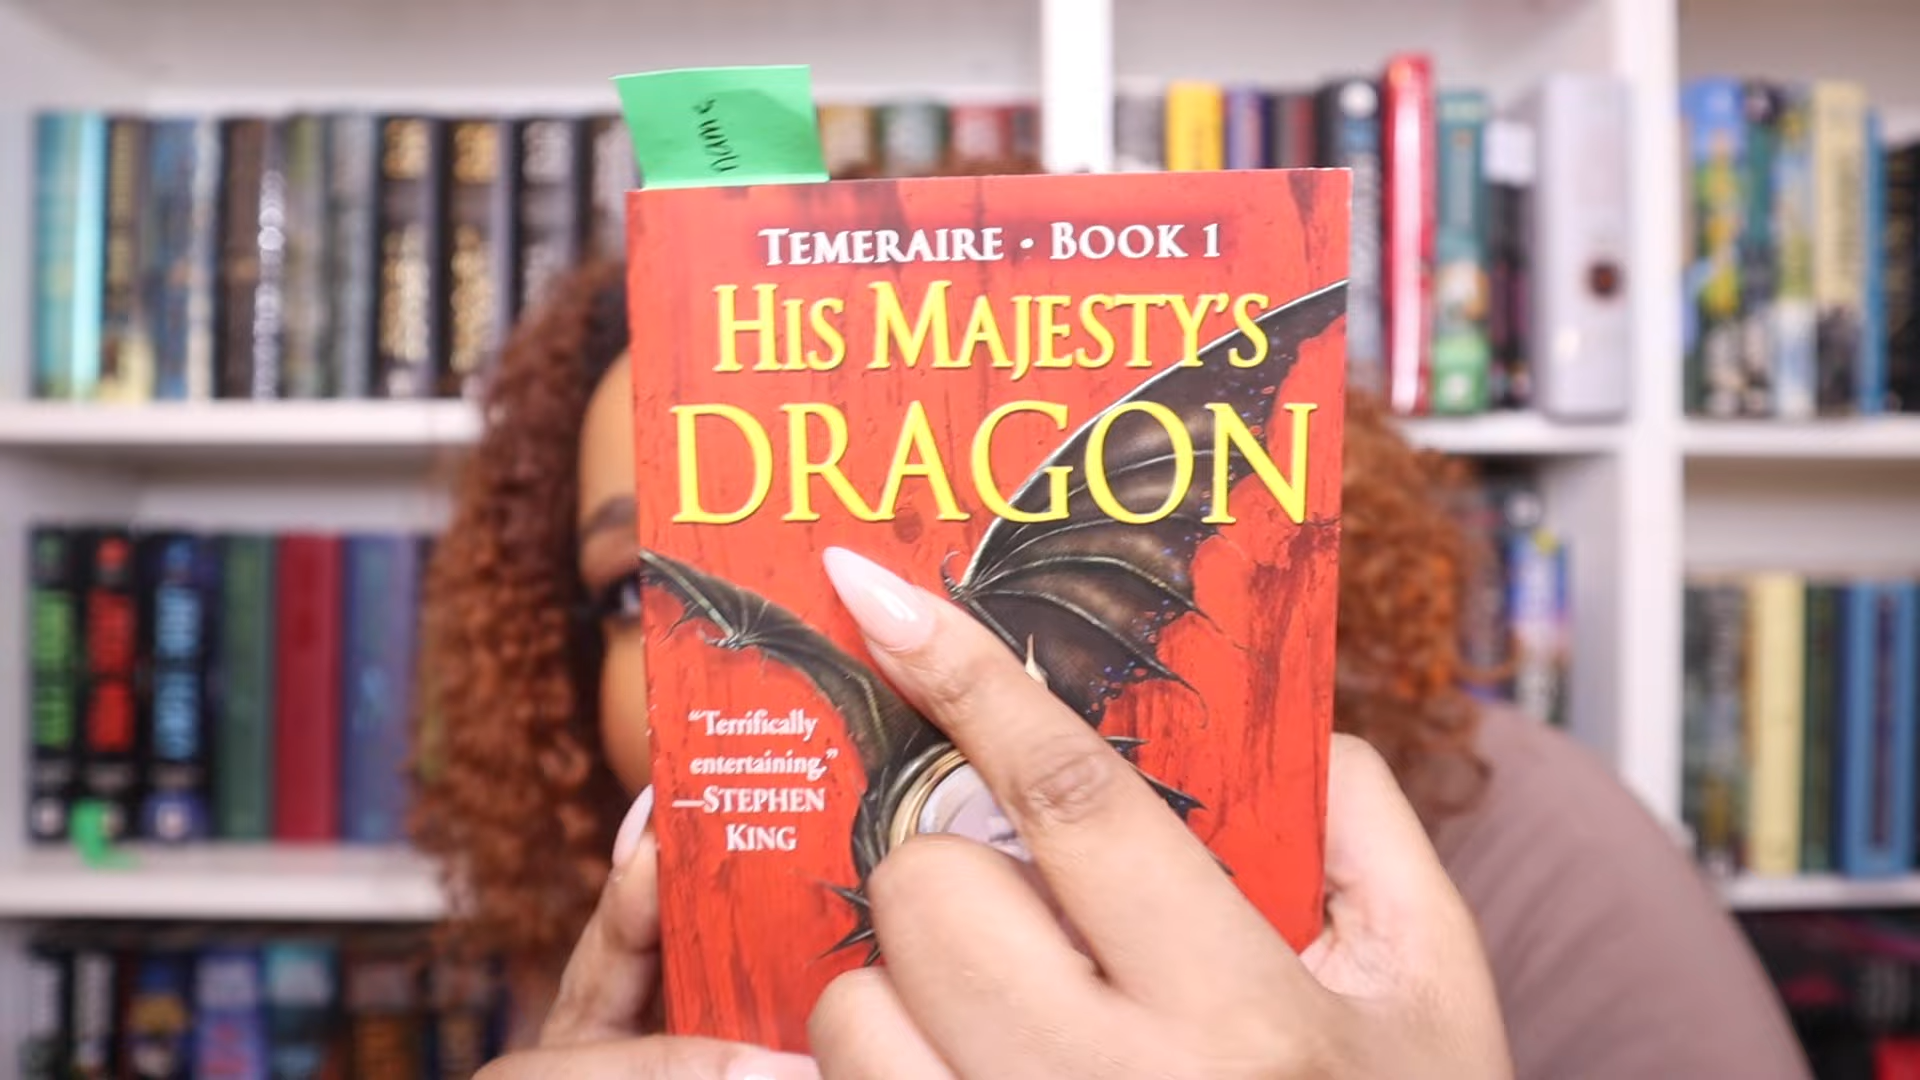 TEMERAIRE · BOOK 1
HIS MAJESTY'S
DRAGON
“Terrifically
entertaining.”
—STEPHEN
KING